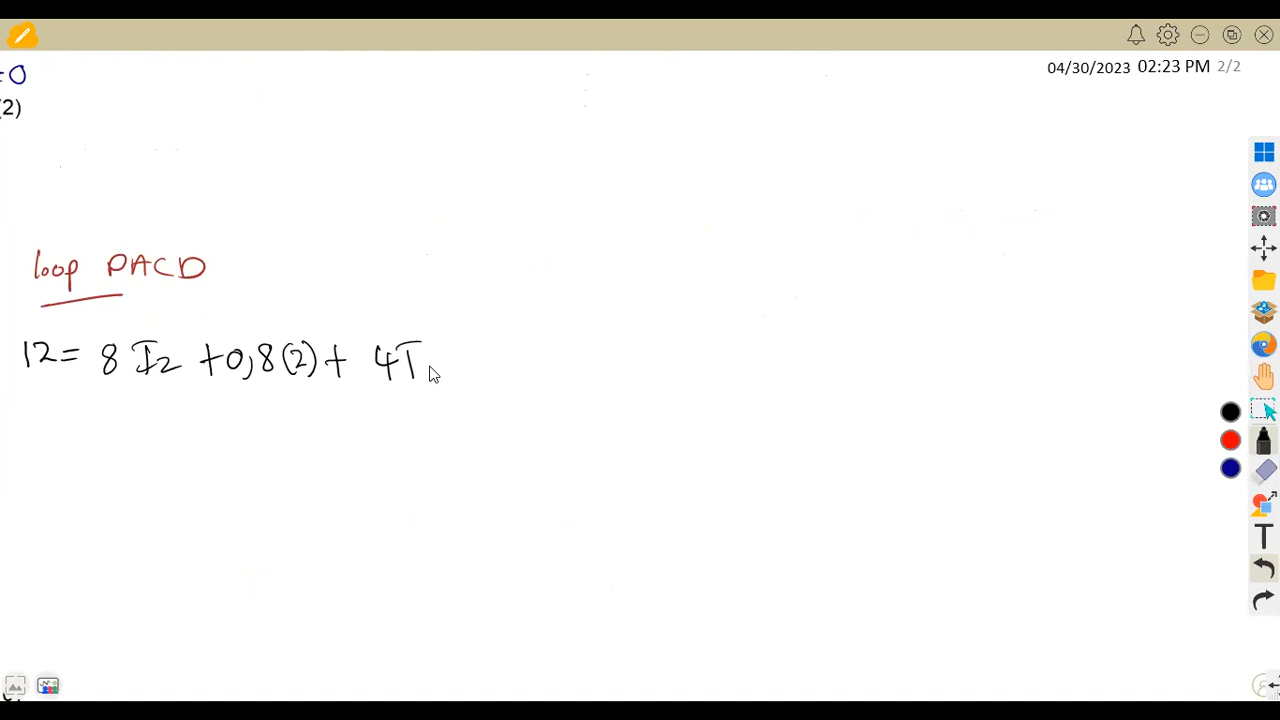 04/30/2023 02:23 PM 2/2
=0
(2)
loop PACD
12 = 8 I2 + 0,8(2) + 4I
T